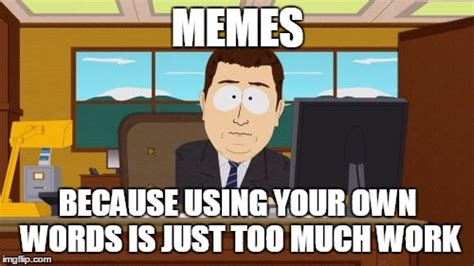 MEMES
BECAUSE USING YOUR OWN
WORDS IS JUST TOO MUCH WORK
imgflip.com